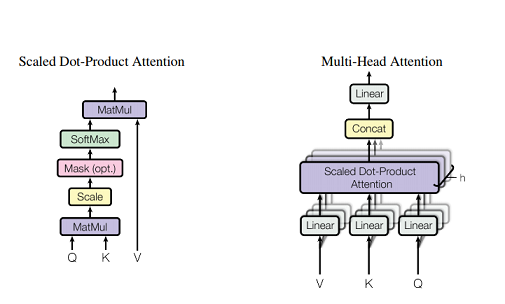 Scaled Dot-Product Attention
MatMul
SoftMax
Mask (opt.)
Scale
MatMul
Q K V
Multi-Head Attention
Linear
Concat
Scaled Dot-Product
Attention
h
Linear Linear Linear
V K Q